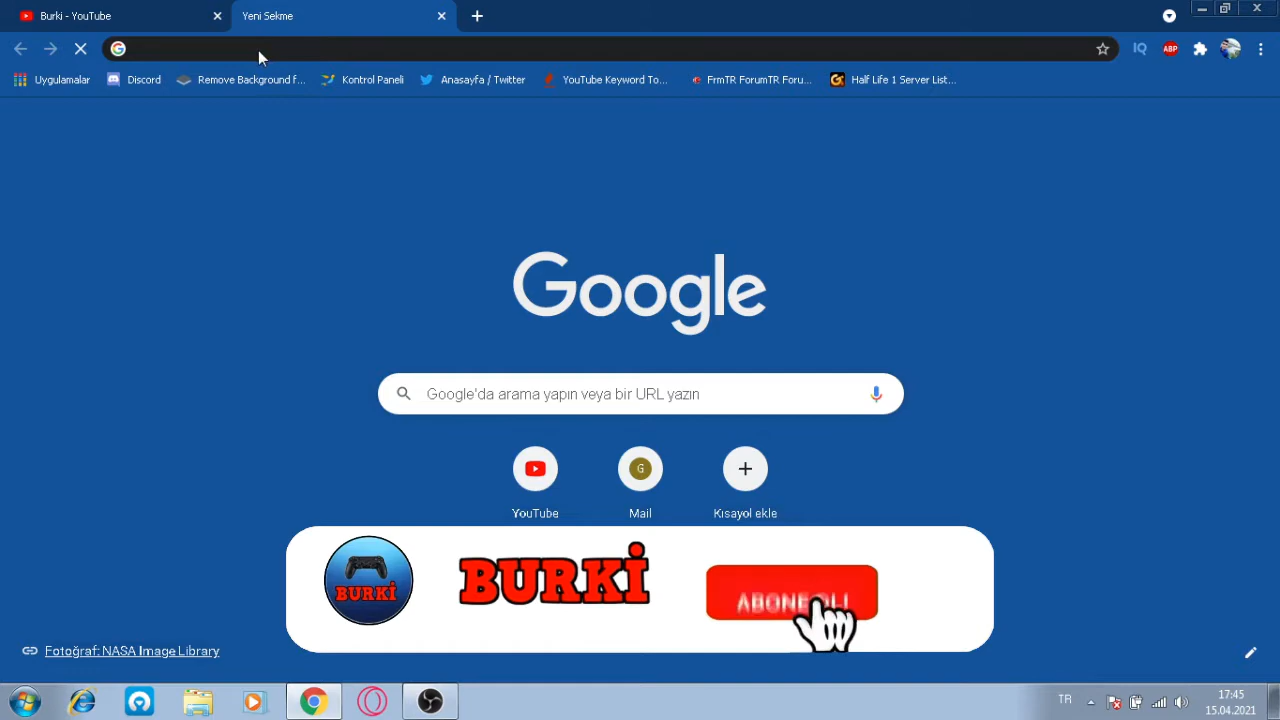 Burki - YouTube
Yeni Sekme
IQ
ABP
Uygulamalar
Discord
Remove Background f...
Kontrol Paneli
Anasayfa / Twitter
YouTube Keyword To...
FrmTR ForumTR Foru...
Half Life 1 Server List...
Google
Google'da arama yapın veya bir URL yazın
G
YouTube
Mail
Kısayol ekle
BURKİ
BURKİ
ABONE OL!
Fotoğraf: NASA Image Library
TR
17:45
15.04.2021